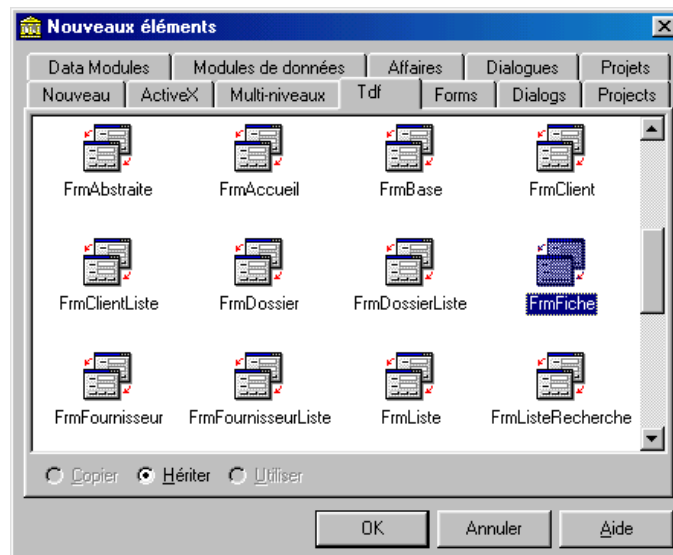 Nouveaux éléments
Data Modules Modules de données Affaires Dialogues Projets
Nouveau ActiveX Multi-niveaux Tdf Forms Dialogs Projects
FrmAbstraite FrmAccueil FrmBase FrmClient
FrmClientListe FrmDossier FrmDossierListe FrmFiche
FrmFournisseur FrmFournisseurListe FrmListe FrmListeRecherche
Copier Hériter Utiliser
OK Annuler Aide